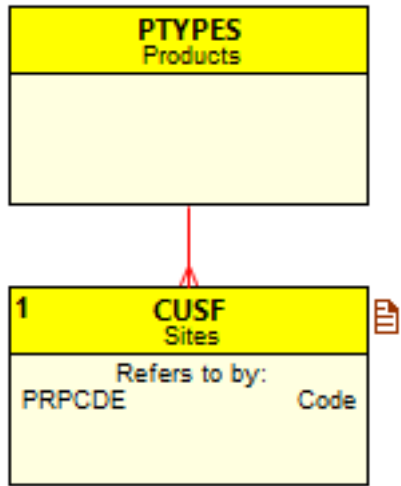 PTYPES
Products
1 CUSF
Sites
Refers to by:
PRPCDE Code